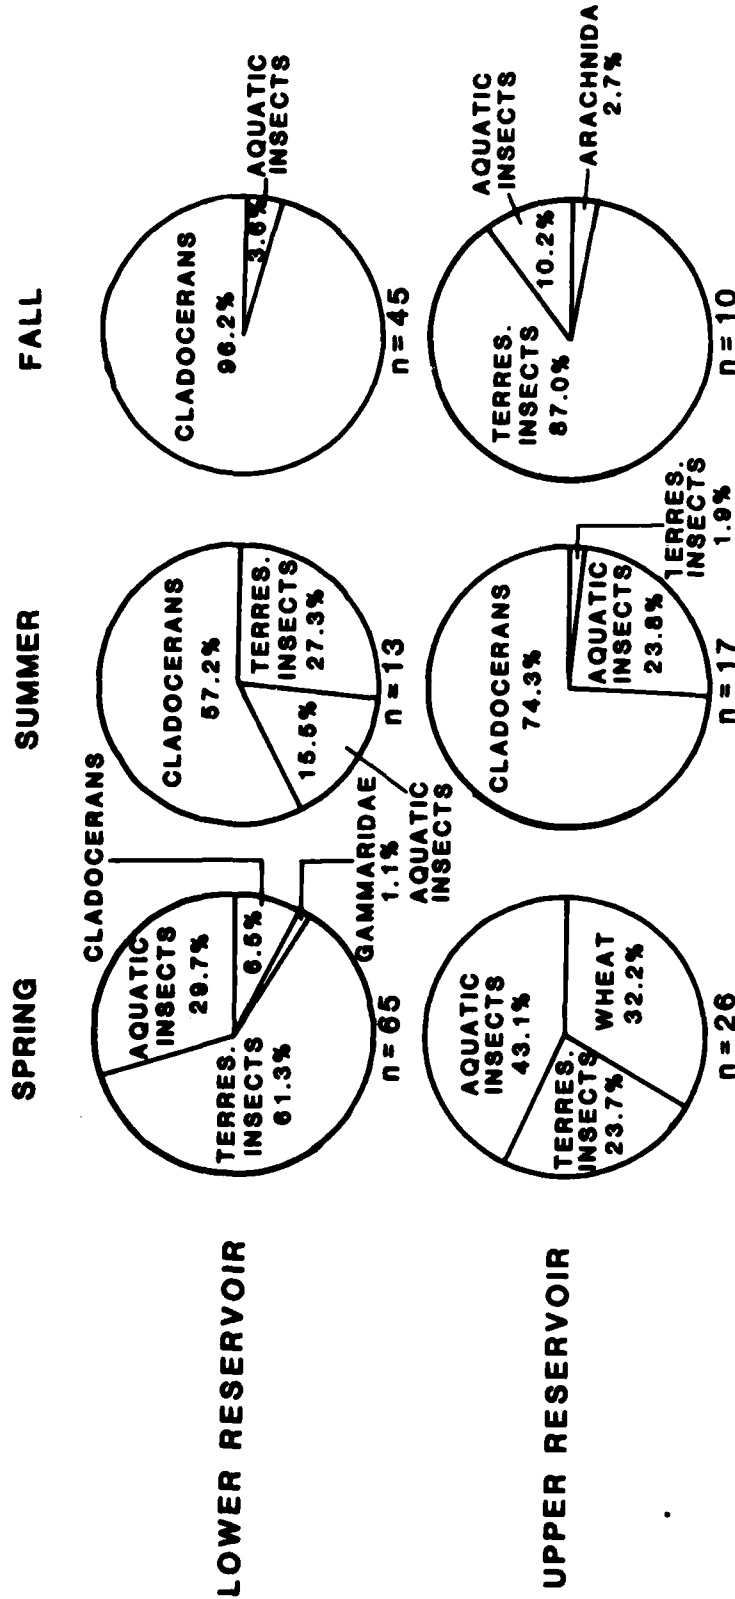 SPRING
SUMMER
FALL
LOWER RESERVOIR
AQUATIC
INSECTS
29.7%
CLADOCERANS
6.5%
GAMMARIDAE
1.1%
TERRES.
INSECTS
61.3%
n=65
CLADOCERANS
57.2%
TERRES.
INSECTS
27.3%
15.5%
AQUATIC
INSECTS
n=13
CLADOCERANS
96.2%
3.6%
AQUATIC
INSECTS
n=45
UPPER RESERVOIR
AQUATIC
INSECTS
43.1%
TERRES.
INSECTS
23.7%
WHEAT
32.2%
n=26
CLADOCERANS
74.3%
AQUATIC
INSECTS
23.8%
TERRES.
INSECTS
1.9%
n=17
TERRES.
INSECTS
87.0%
AQUATIC
INSECTS
10.2%
ARACHNIDA
2.7%
n=10